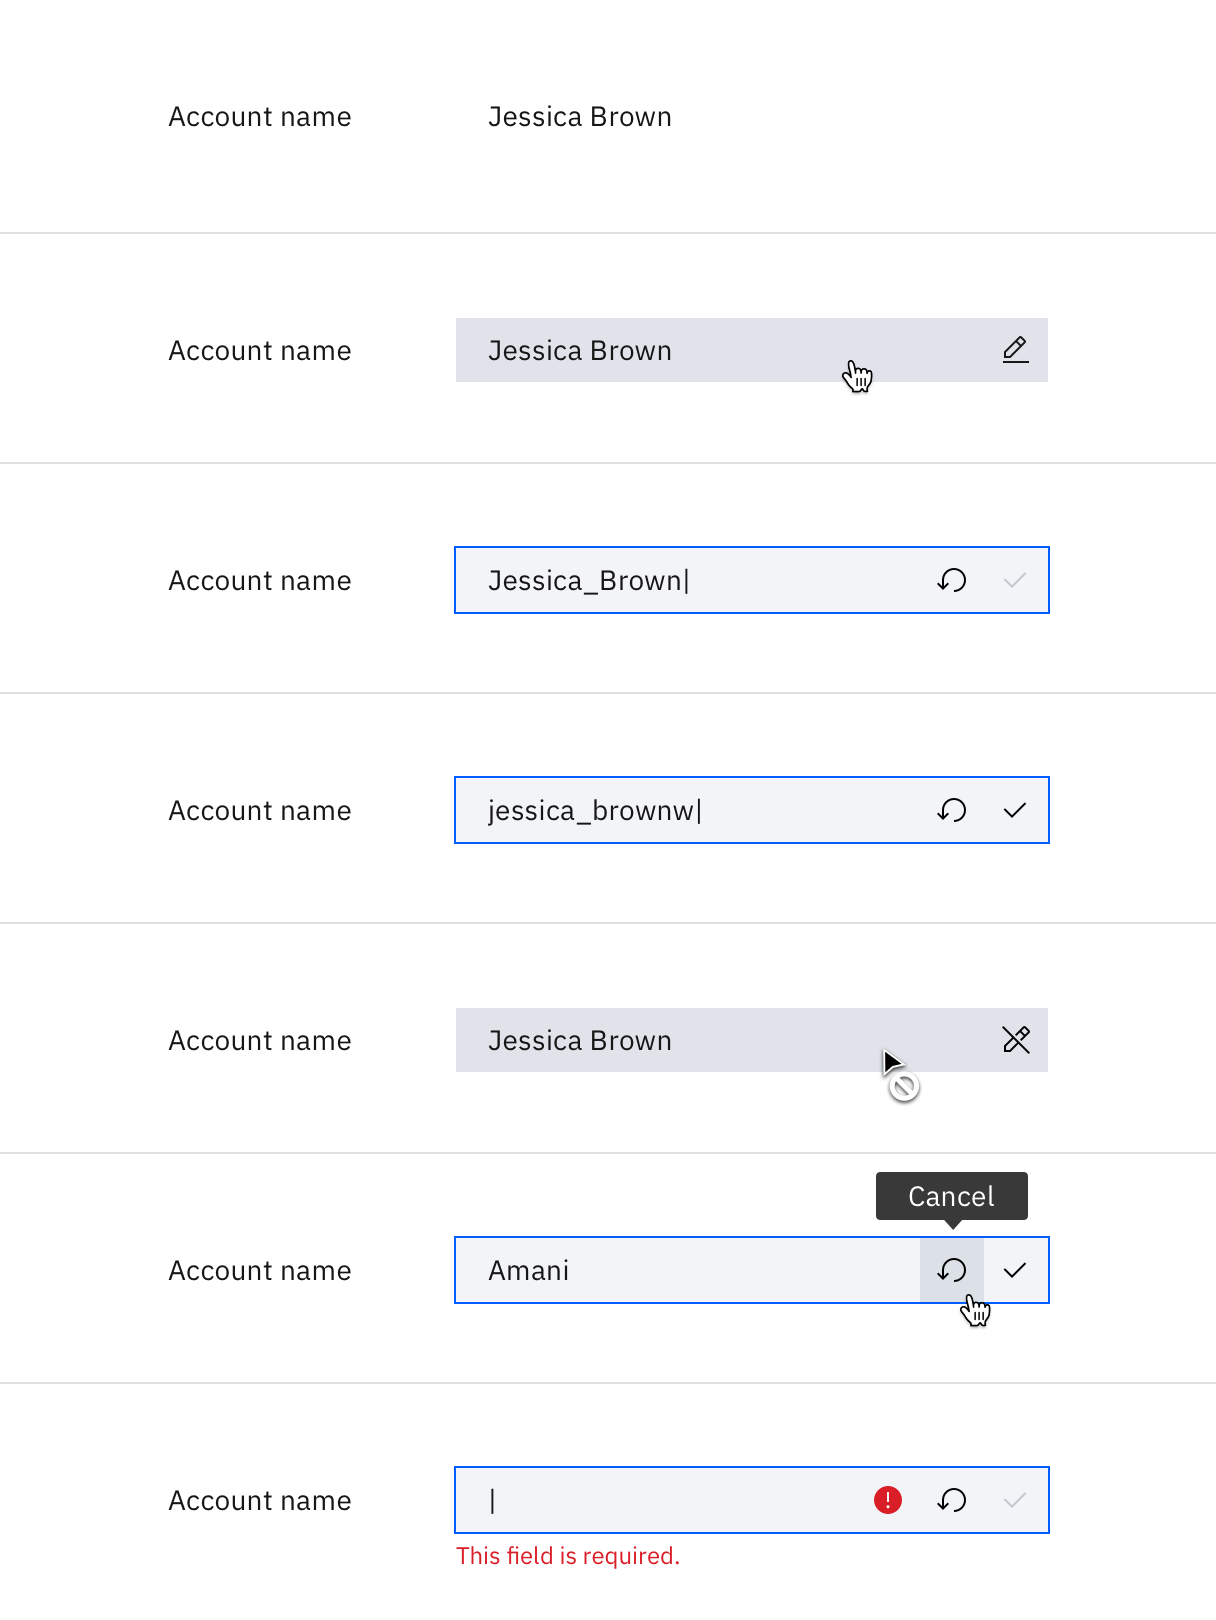 Account name Jessica Brown
Account name Jessica Brown
Account name Jessica_Brown|
Account name jessica_brownw|
Account name Jessica Brown
Cancel
Account name Amani
Account name |
This field is required.